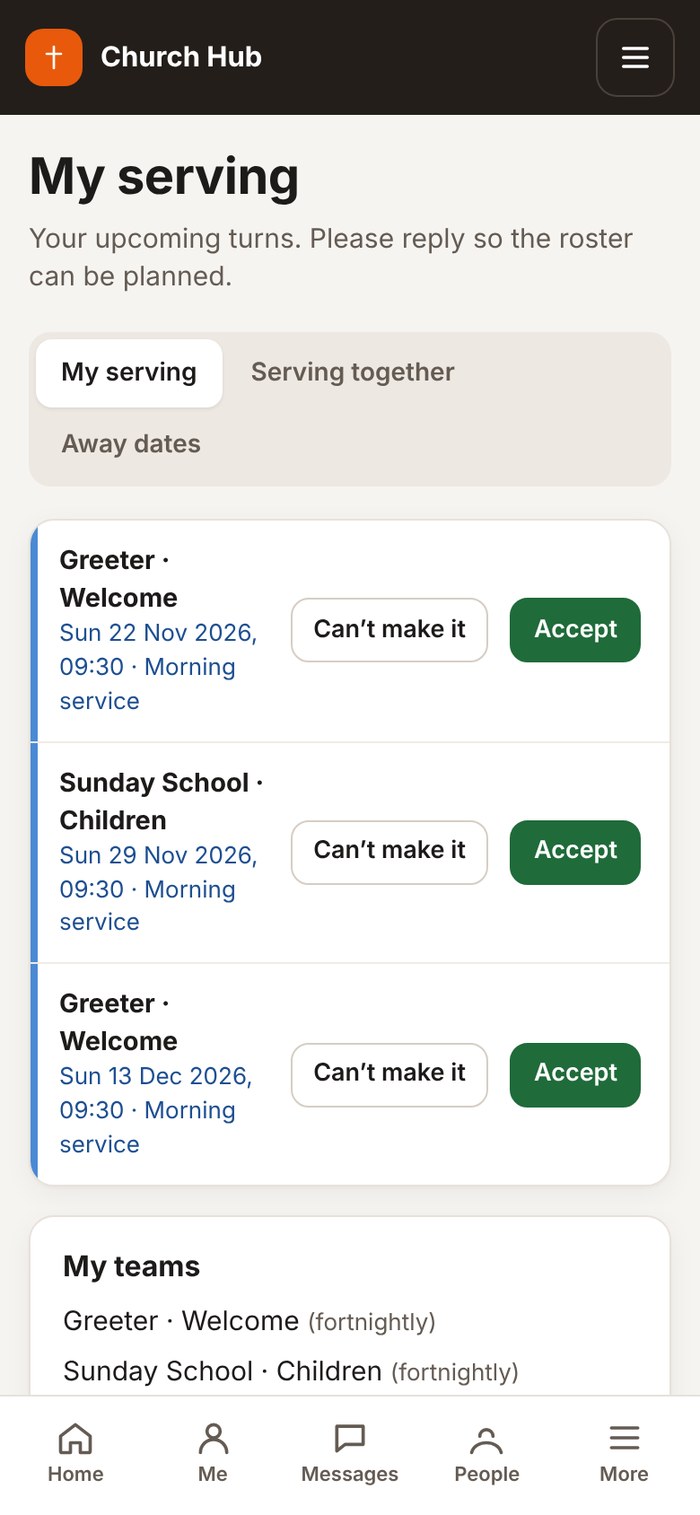 Church Hub
My serving
Your upcoming turns. Please reply so the roster
can be planned.
My serving
Serving together
Away dates
Greeter ·
Welcome
Sun 22 Nov 2026,
09:30 · Morning
service
Can’t make it
Accept
Sunday School ·
Children
Sun 29 Nov 2026,
09:30 · Morning
service
Can’t make it
Accept
Greeter ·
Welcome
Sun 13 Dec 2026,
09:30 · Morning
service
Can’t make it
Accept
My teams
Greeter · Welcome (fortnightly)
Sunday School · Children (fortnightly)
Home
Me
Messages
People
More